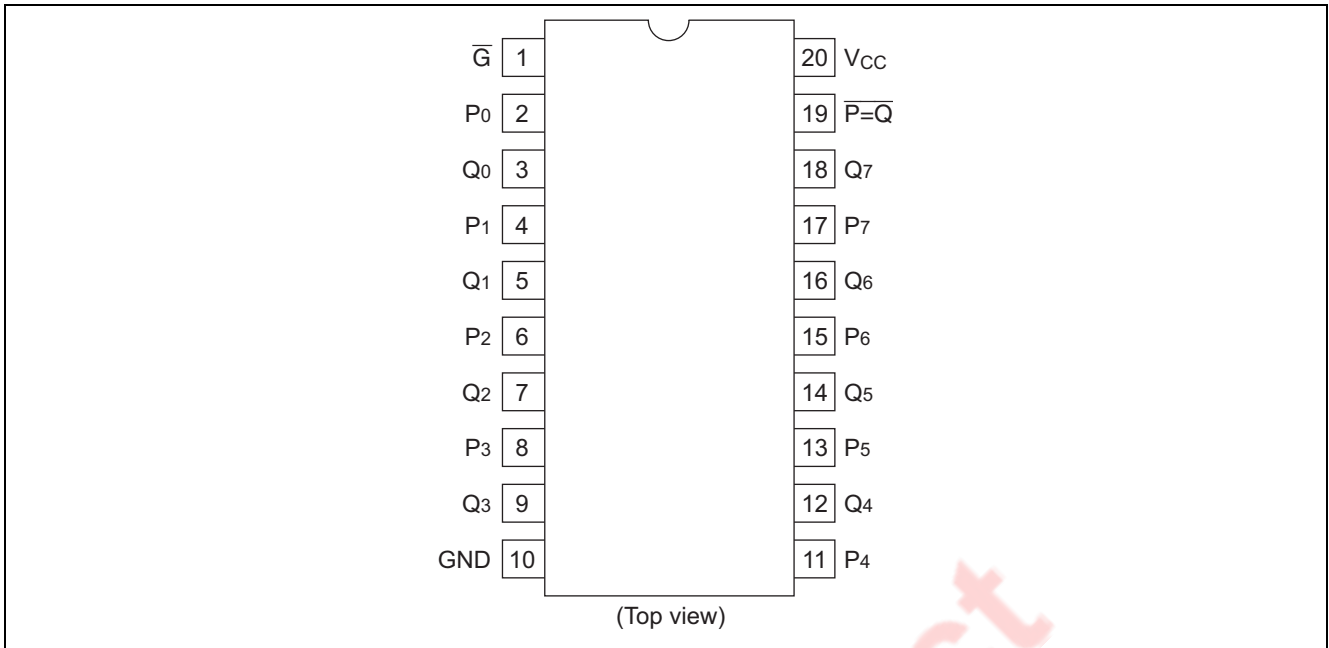 G̅ 1 20 VCC
P0 2 19 P̅=̅Q̅
Q0 3 18 Q7
P1 4 17 P7
Q1 5 16 Q6
P2 6 15 P6
Q2 7 14 Q5
P3 8 13 P5
Q3 9 12 Q4
GND 10 11 P4
(Top view)